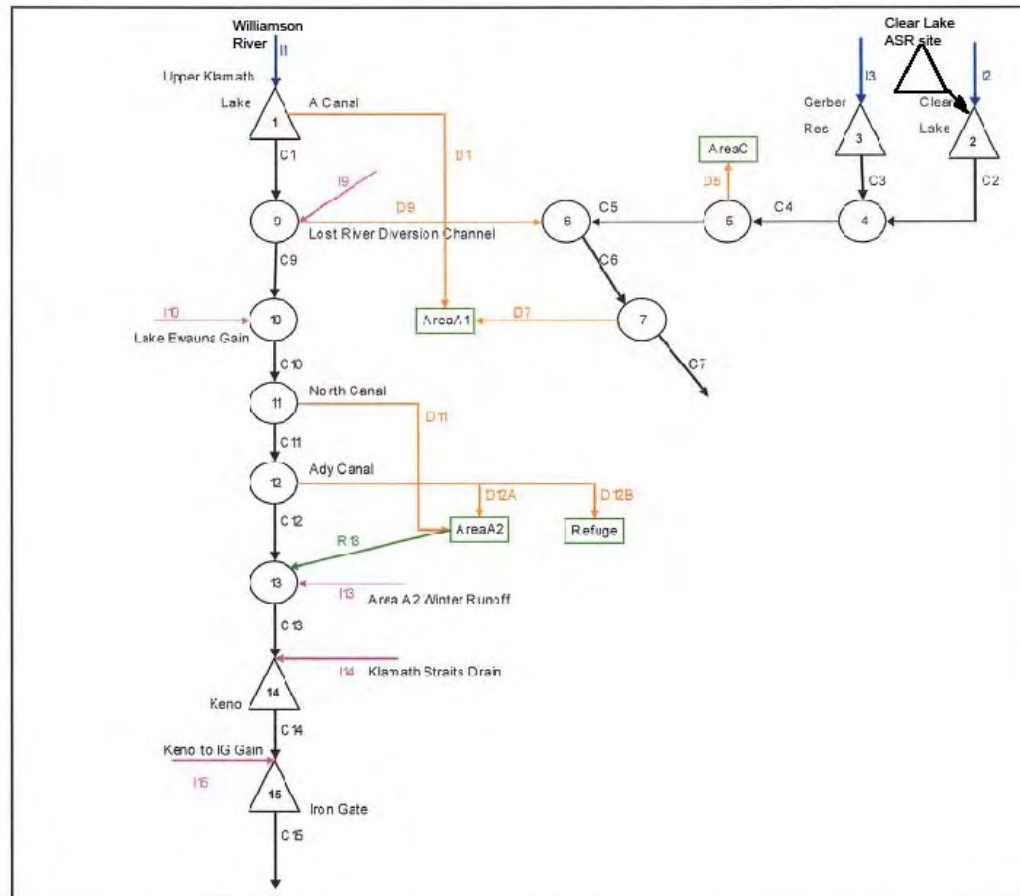 Williamson
River
I1
Upper Klamath
Lake
A Canal
1
C1
D1
I9
9
D9
Lost River Diversion Channel
C9
I10
10
Lake Ewauna Gain
C10
11
North Canal
D11
C11
12
Ady Canal
D12A
D12B
C12
AreaA2
Refuge
R13
13
I13
Area A2 Winter Runoff
C13
I14
Klamath Straits Drain
14
Keno
C14
Keno to IG Gain
I15
15
Iron Gate
C15
Clear Lake
ASR site
I3
I2
Gerber
Res
3
Clear
Lake
2
C3
C2
AreaC
D5
C4
4
5
C5
6
C6
AreaA1
D7
7
C7